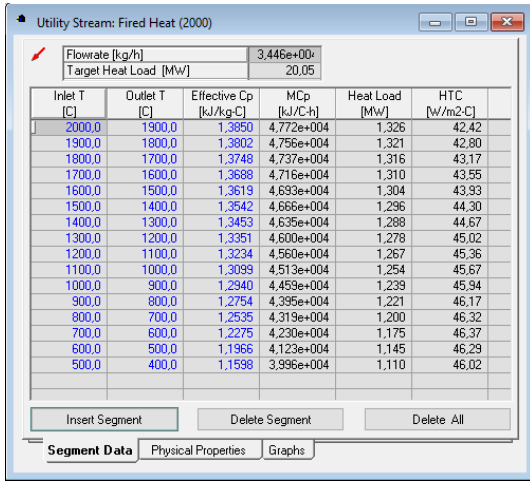 Utility Stream: Fired Heat (2000)
Flowrate [kg/h] 3,446e+004
Target Heat Load [MW] 20,05
Inlet T Outlet T Effective Cp MCp Heat Load HTC
[C] [C] [kJ/kg-C] [kJ/C-h] [MW] [W/m2-C]
2000,0 1900,0 1,3850 4,772e+004 1,326 42,42
1900,0 1800,0 1,3802 4,756e+004 1,321 42,80
1800,0 1700,0 1,3748 4,737e+004 1,316 43,17
1700,0 1600,0 1,3688 4,716e+004 1,310 43,55
1600,0 1500,0 1,3619 4,693e+004 1,304 43,93
1500,0 1400,0 1,3542 4,666e+004 1,296 44,30
1400,0 1300,0 1,3453 4,635e+004 1,288 44,67
1300,0 1200,0 1,3351 4,600e+004 1,278 45,02
1200,0 1100,0 1,3234 4,560e+004 1,267 45,36
1100,0 1000,0 1,3099 4,513e+004 1,254 45,67
1000,0 900,0 1,2940 4,459e+004 1,239 45,94
900,0 800,0 1,2754 4,395e+004 1,221 46,17
800,0 700,0 1,2535 4,319e+004 1,200 46,32
700,0 600,0 1,2275 4,230e+004 1,175 46,37
600,0 500,0 1,1966 4,123e+004 1,145 46,29
500,0 400,0 1,1598 3,996e+004 1,110 46,02
Insert Segment Delete Segment Delete All
Segment Data Physical Properties Graphs